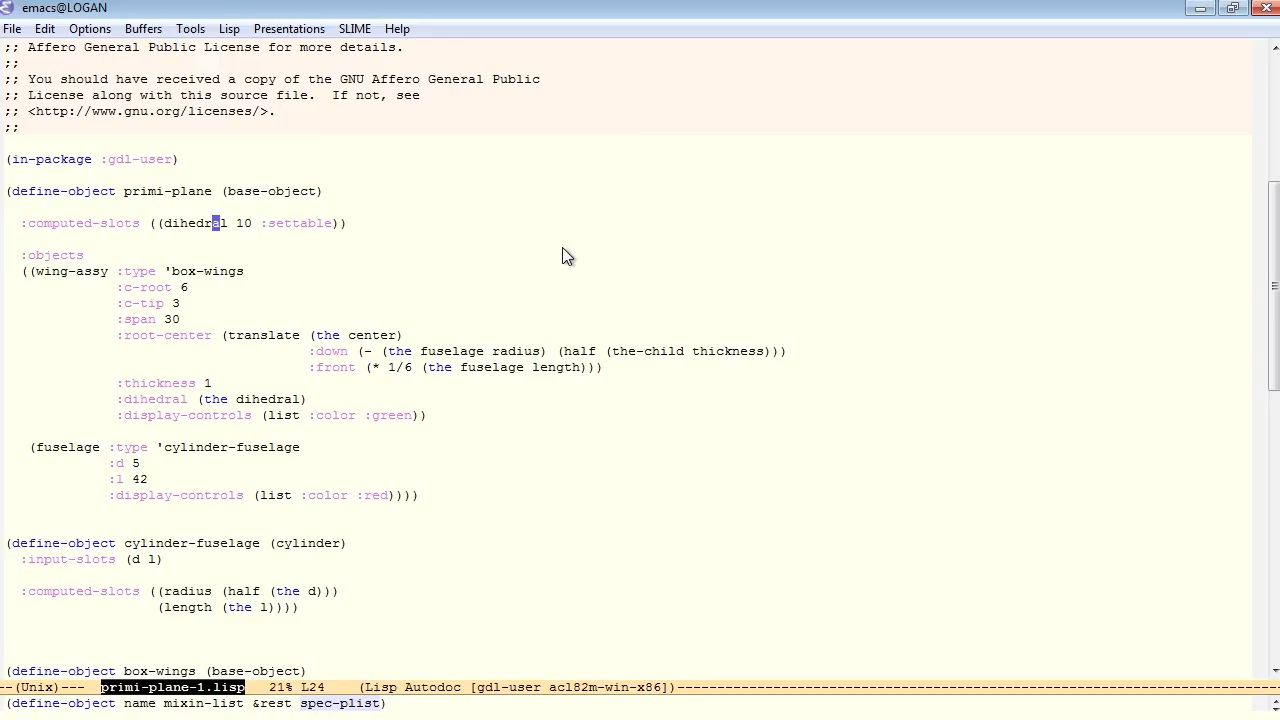 emacs@LOGAN
File Edit Options Buffers Tools Lisp Presentations SLIME Help
;; Affero General Public License for more details.
;;
;; You should have received a copy of the GNU Affero General Public
;; License along with this source file.  If not, see
;; <http://www.gnu.org/licenses/>.
;;
(in-package :gdl-user)
(define-object primi-plane (base-object)
  :computed-slots ((dihedral 10 :settable))
  :objects
  ((wing-assy :type 'box-wings
              :c-root 6
              :c-tip 3
              :span 30
              :root-center (translate (the center)
                                      :down (- (the fuselage radius) (half (the-child thickness)))
                                      :front (* 1/6 (the fuselage length)))
              :thickness 1
              :dihedral (the dihedral)
              :display-controls (list :color :green))
   (fuselage :type 'cylinder-fuselage
             :d 5
             :l 42
             :display-controls (list :color :red))))
(define-object cylinder-fuselage (cylinder)
  :input-slots (d l)
  :computed-slots ((radius (half (the d)))
                   (length (the l))))
(define-object box-wings (base-object)
--(Unix)---  primi-plane-1.lisp   21% L24    (Lisp Autodoc [gdl-user acl82m-win-x86])--------------------
(define-object name mixin-list &rest spec-plist)